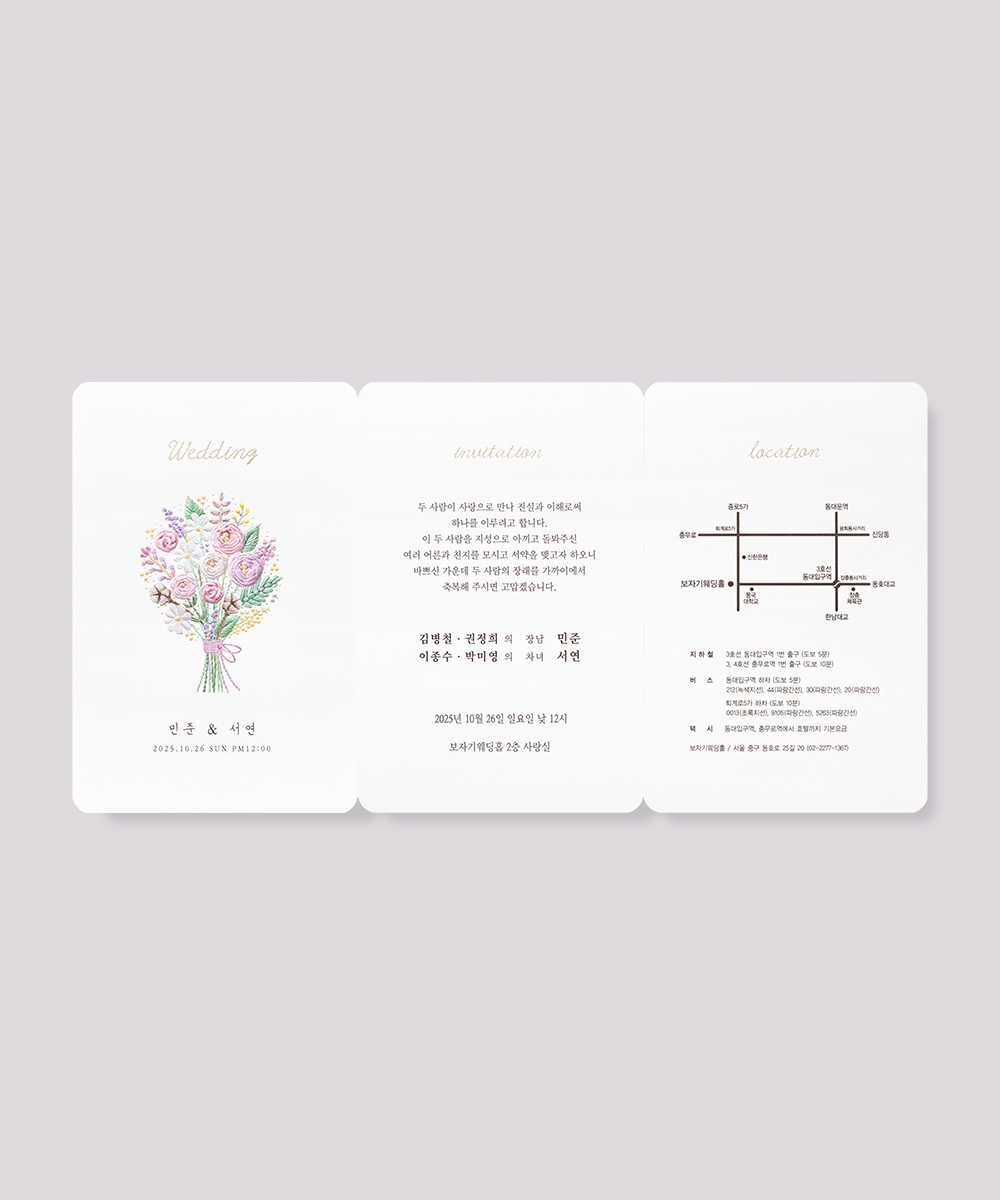 Wedding
민준 & 서연
2025.10.26 SUN PM12:00
invitation
두 사람이 사랑으로 만나 진실과 이해로써
하나를 이루려고 합니다.
이 두 사람을 지성으로 아끼고 돌봐주신
여러 어른과 친지를 모시고 서약을 맺고자 하오니
바쁘신 가운데 두 사람의 장래를 가까이에서
축복해 주시면 고맙겠습니다.
김병철 · 권정희 의 장남 민준
이종수 · 박미영 의 차녀 서연
2025년 10월 26일 일요일 낮 12시
보자기웨딩홀 2층 사랑실
location
종로5가
동대문역
퇴계로5가
광희동사거리
충무로
신당동
신한은행
3호선
동대입구역
장충동사거리
보자기웨딩홀
동호대교
동국
대학교
장충
체육관
한남대교
지하철 3호선 동대입구역 1번 출구 (도보 5분)
3, 4호선 충무로역 1번 출구 (도보 10분)
버스 동대입구역 하차 (도보 5분)
212(녹색지선), 44(파랑간선), 30(파랑간선), 20(파랑간선)
퇴계로5가 하차 (도보 10분)
0013(초록지선), 9105(파랑간선), 5263(파랑간선)
택시 동대입구역, 충무로역에서 호텔까지 기본요금
보자기웨딩홀 / 서울 중구 동호로 25길 20 (02-2277-1367)